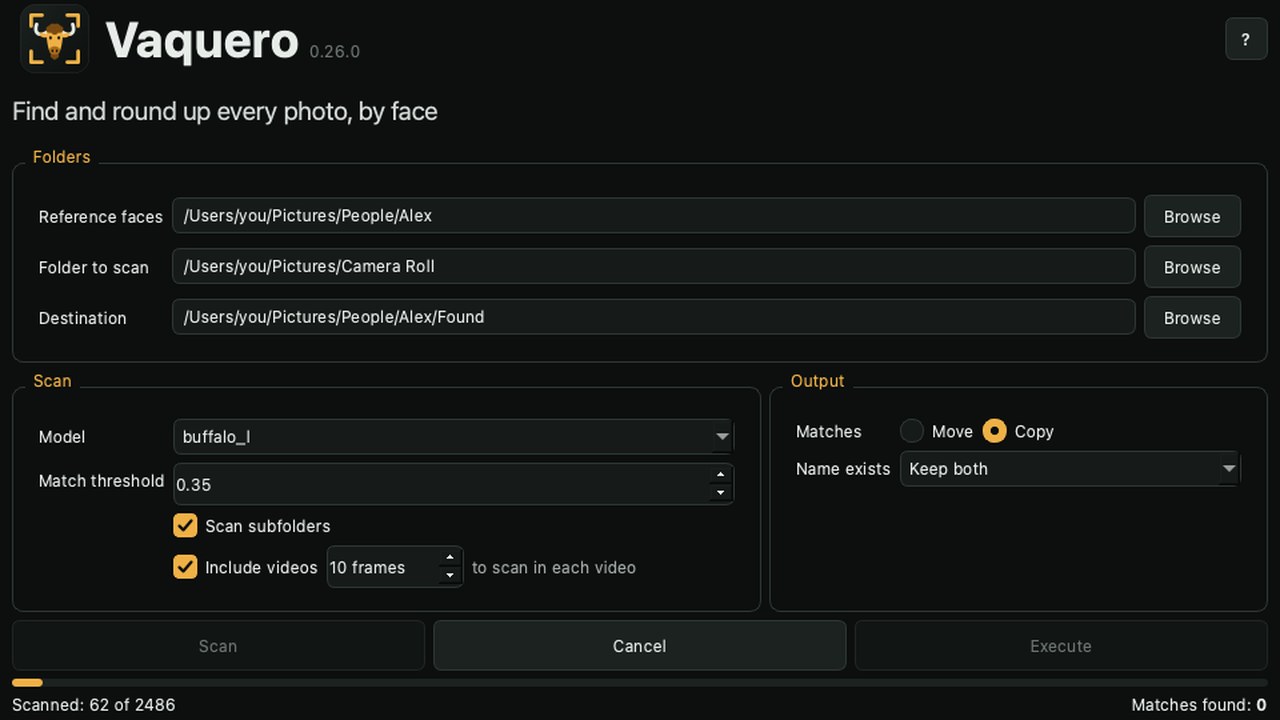 Vaquero 0.26.0
?
Find and round up every photo, by face
Folders
Reference faces /Users/you/Pictures/People/Alex Browse
Folder to scan /Users/you/Pictures/Camera Roll Browse
Destination /Users/you/Pictures/People/Alex/Found Browse
Scan
Model buffalo_l
Match threshold 0.35
Scan subfolders
Include videos 10 frames to scan in each video
Output
Matches Move Copy
Name exists Keep both
Scan Cancel Execute
Scanned: 62 of 2486 Matches found: 0